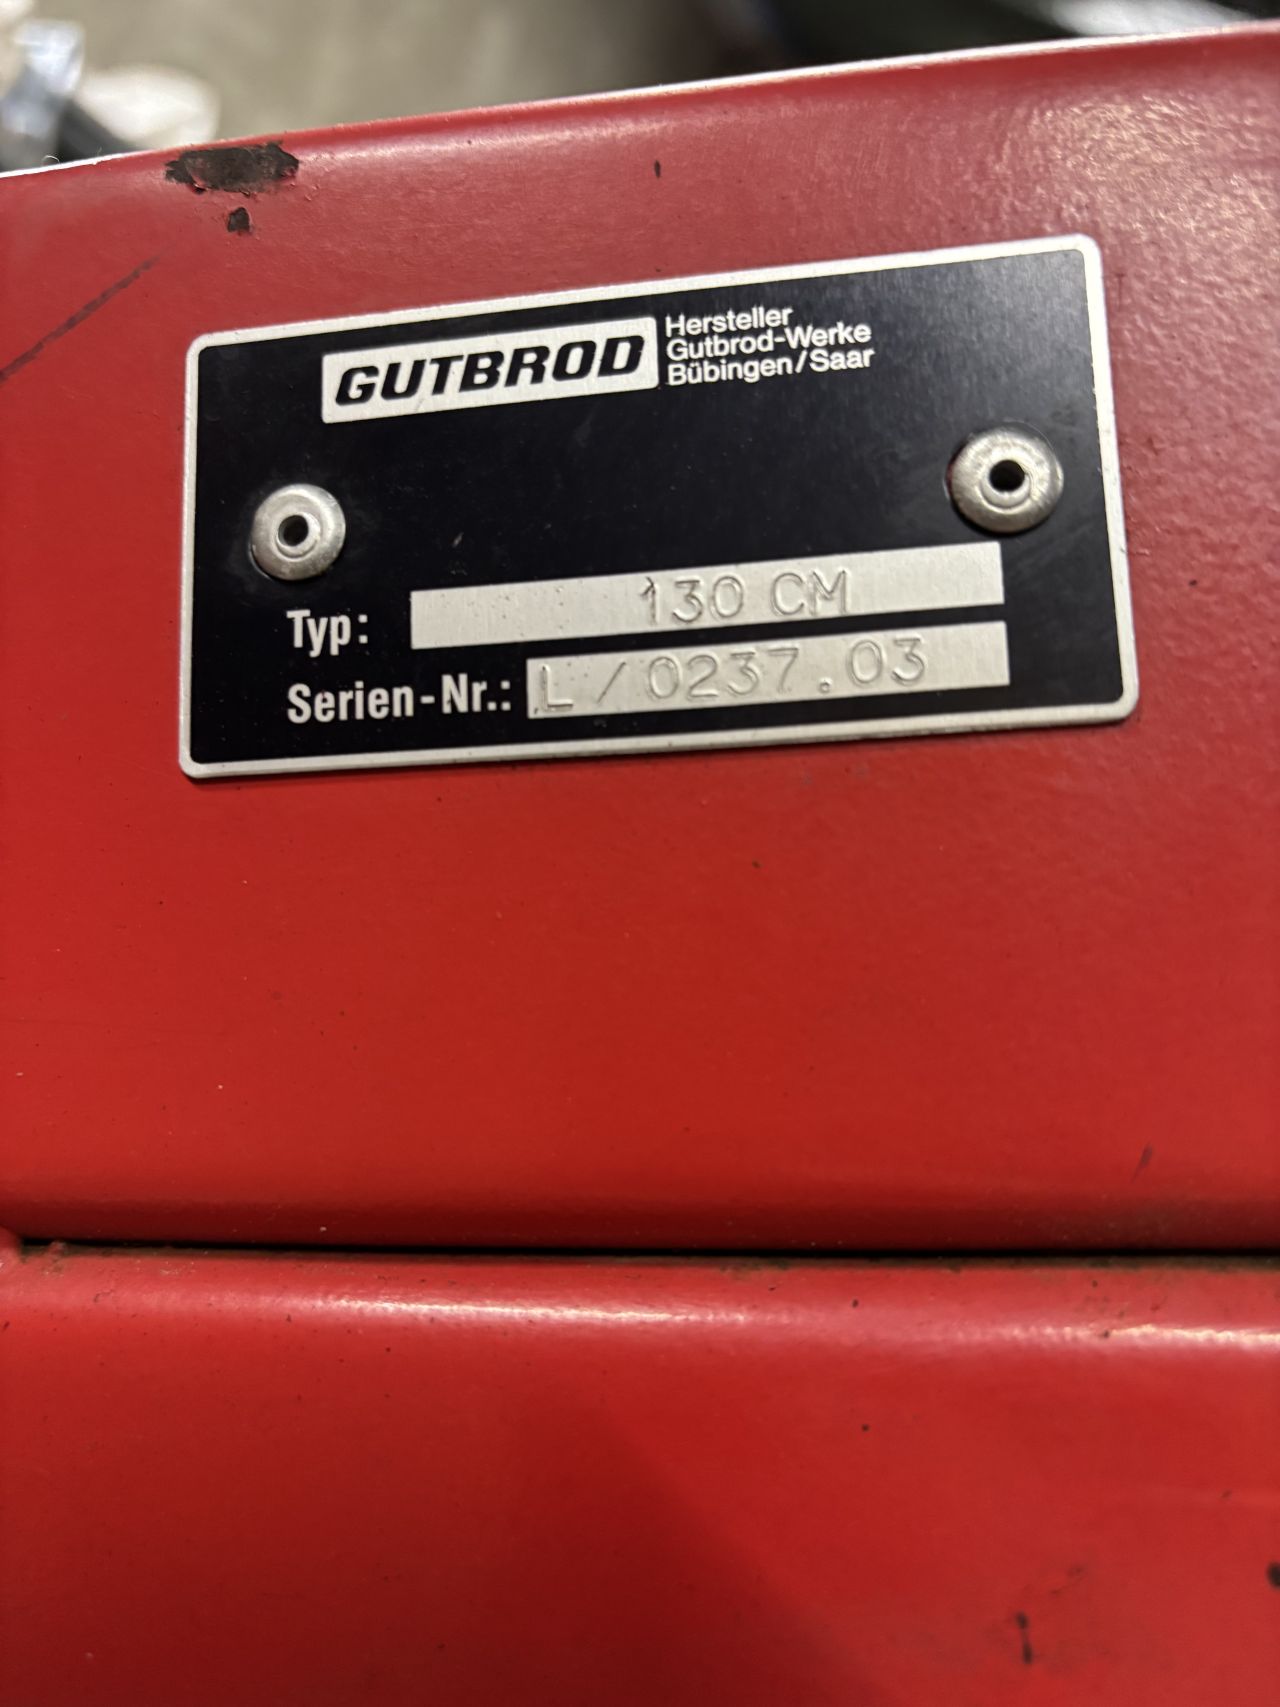 GUTBROD
Hersteller
Gutbrod-Werke
Bübingen/Saar
Typ: 130 CM
Serien-Nr.: L/0237.03